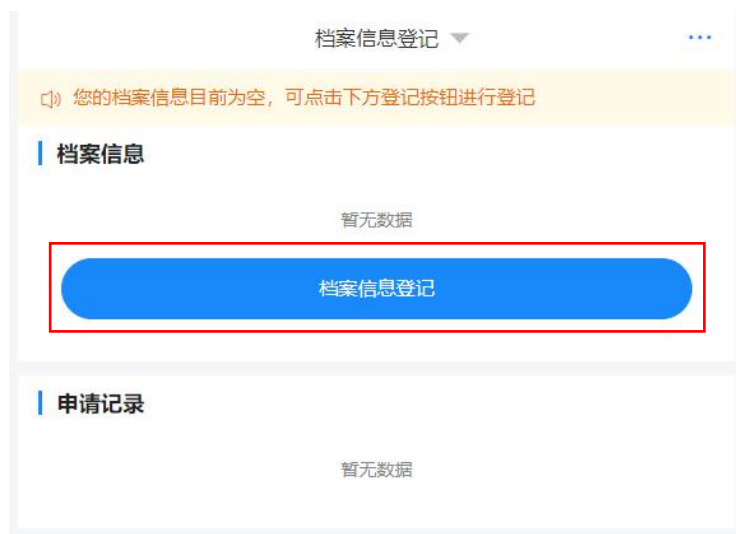 档案信息登记
您的档案信息目前为空，可点击下方登记按钮进行登记
档案信息
暂无数据
档案信息登记
申请记录
暂无数据